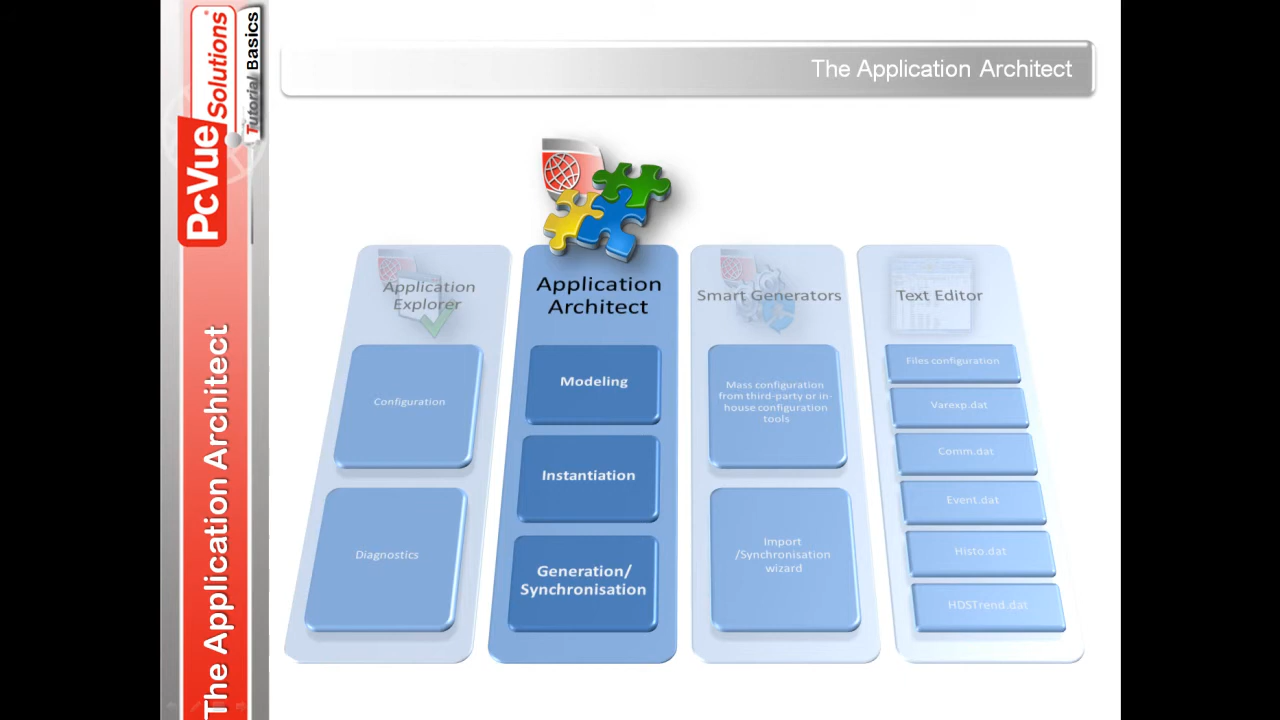 PcVue Solutions
Tutorial Basics
The Application Architect
The Application Architect
Application
Explorer
Configuration
Diagnostics
Application
Architect
Modeling
Instantiation
Generation/
Synchronisation
Smart Generators
Mass configuration
from third-party or in-
house configuration
tools
Import
/Synchronisation
wizard
Text Editor
Files configuration
Varexp.dat
Comm.dat
Event.dat
Histo.dat
HDSTrend.dat